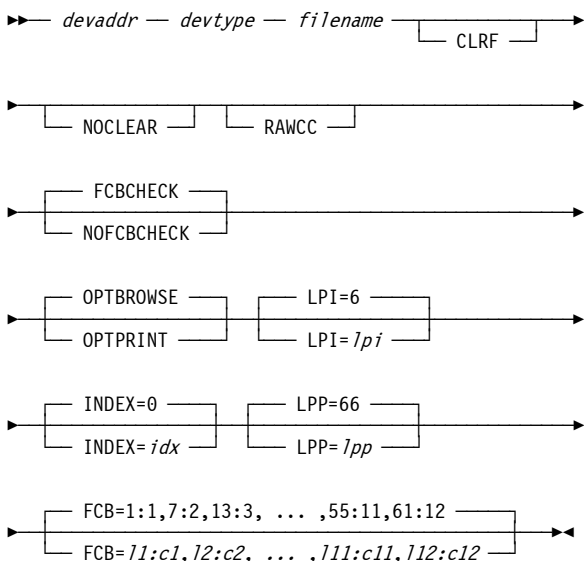 devaddr devtype filename
CLRF
NOCLEAR RAWCC
FCBCHECK
NOFCBCHECK
OPTBROWSE LPI=6
OPTPRINT LPI=lpi
INDEX=0 LPP=66
INDEX=idx LPP=lpp
FCB=1:1,7:2,13:3, ... ,55:11,61:12
FCB=l1:c1,l2:c2, ... ,l11:c11,l12:c12